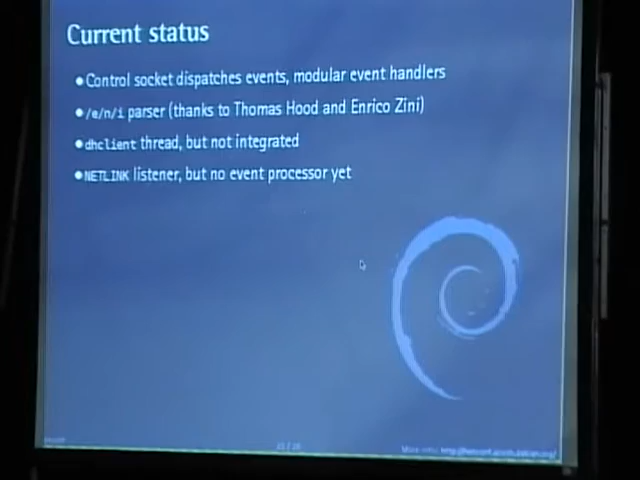 Current status
●Control socket dispatches events, modular event handlers
●/e/n/i parser (thanks to Thomas Hood and Enrico Zini)
●dhclient thread, but not integrated
●NETLINK listener, but no event processor yet